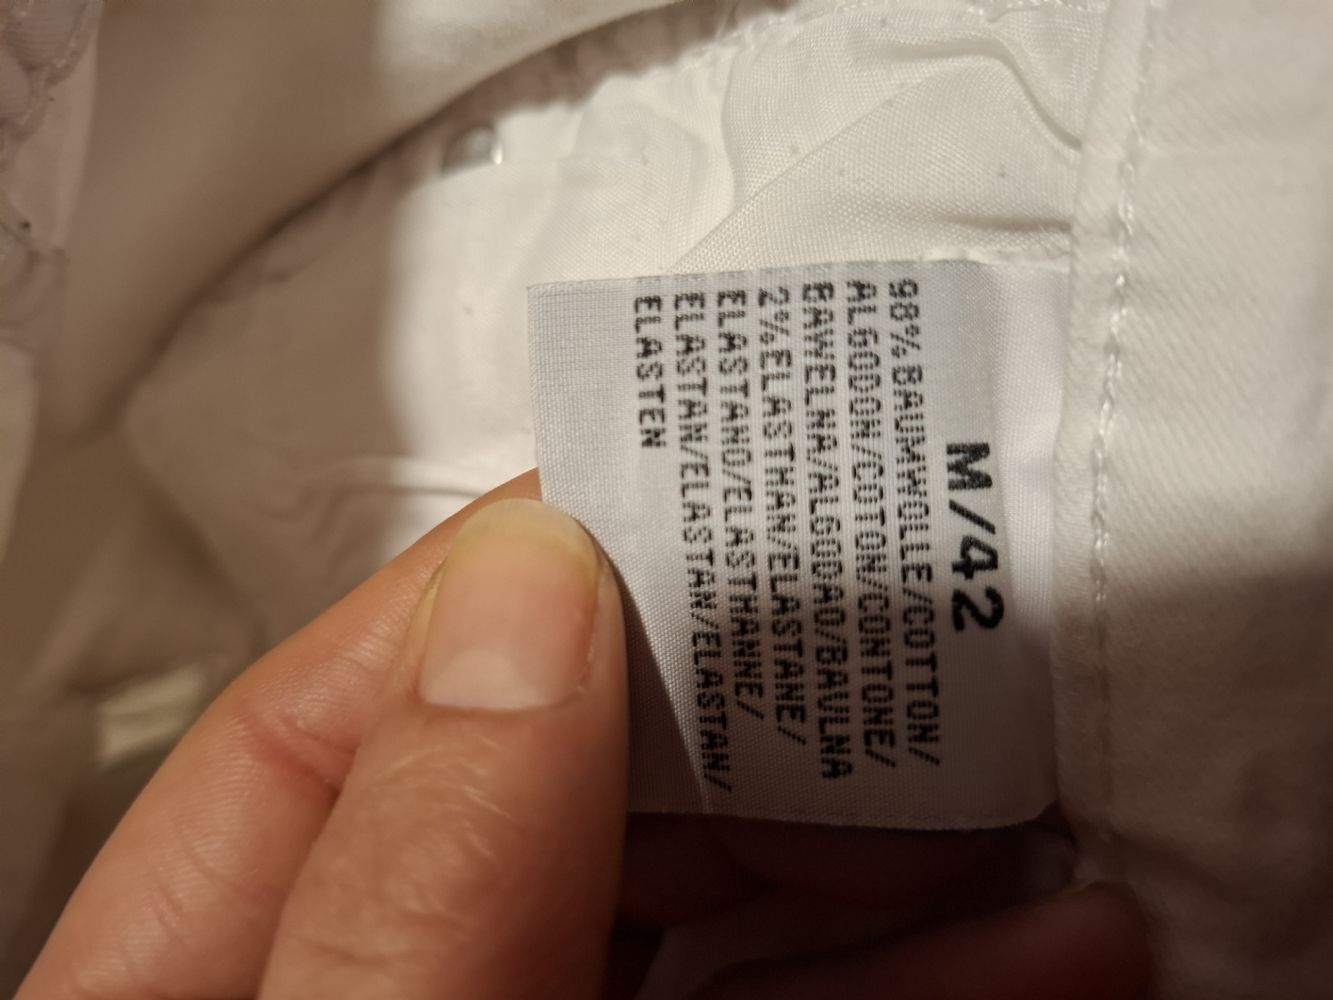 M/42
98%BAUMWOLLE/COTTON/
ALGODON/COTON/CONTONE/
BAWELNA/ALGODAO/BAVLNA
2%ELASTHAN/ELASTANE/
ELASTANO/ELASTHANNE/
ELASTAN/ELASTAN/ELASTAN/
ELASTEN